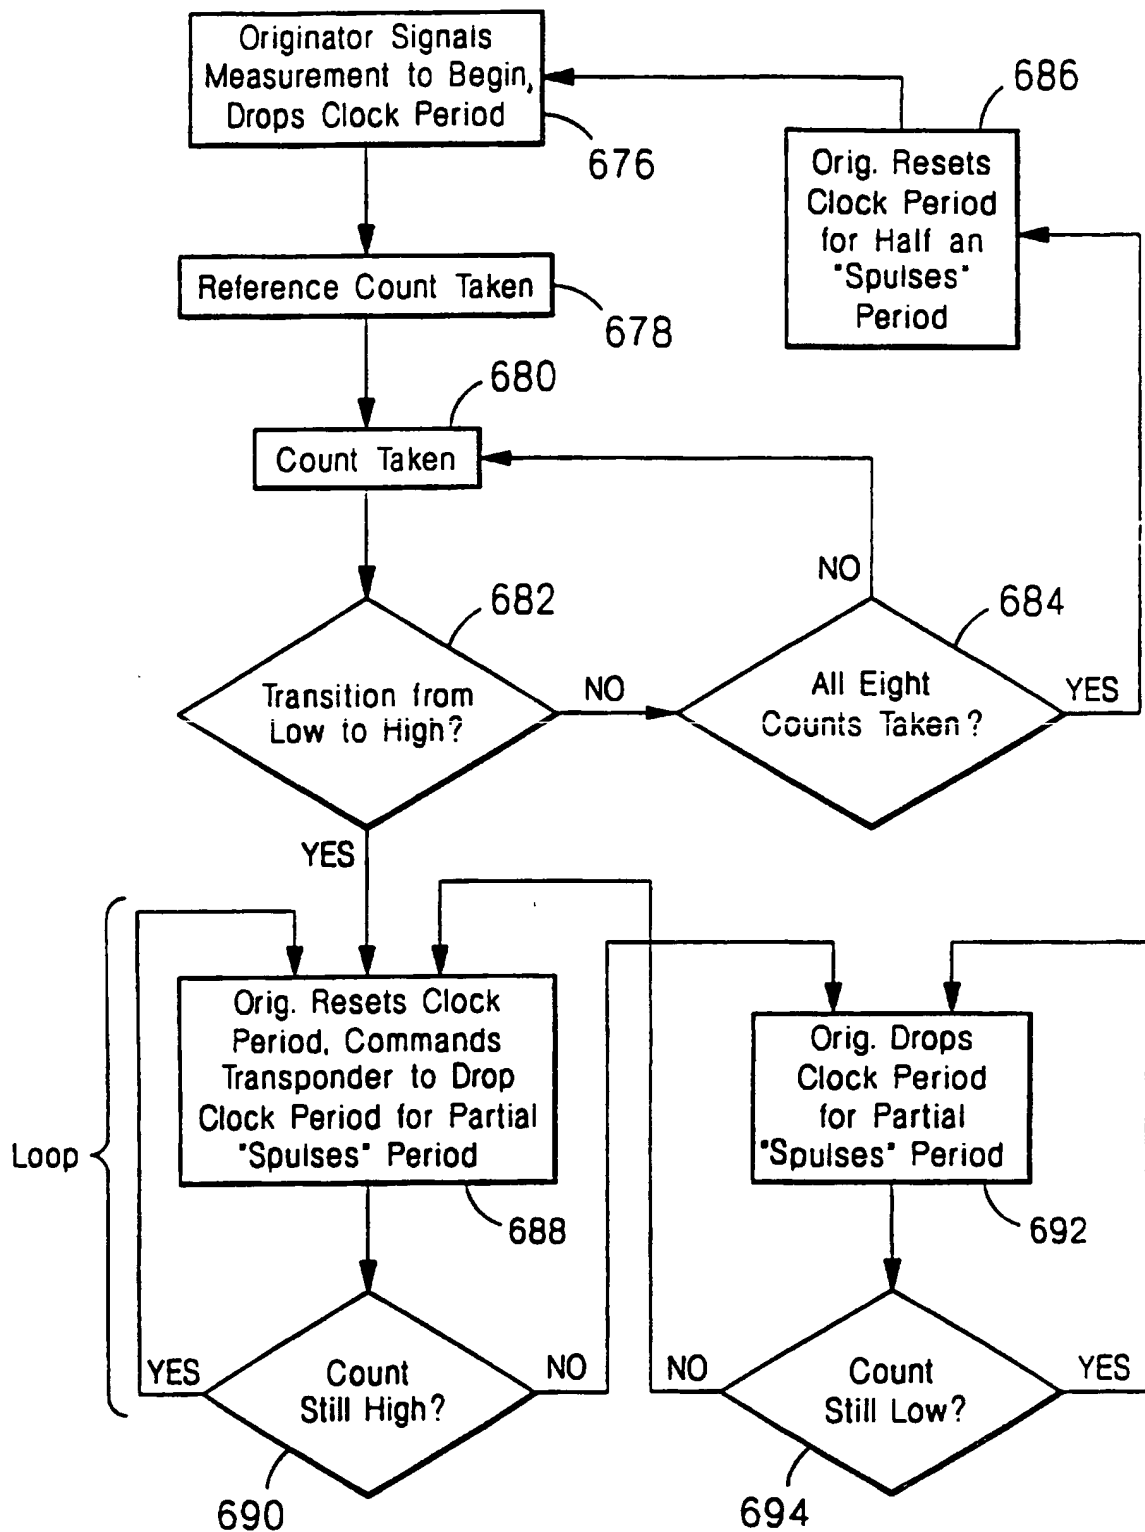 Originator Signals
Measurement to Begin,
Drops Clock Period
676
686
Orig. Resets
Clock Period
for Half an
"Spulses"
Period
Reference Count Taken
678
680
Count Taken
682
Transition from
Low to High?
NO
NO
684
All Eight
Counts Taken?
YES
YES
Loop
Orig. Resets Clock
Period, Commands
Transponder to Drop
Clock Period for Partial
"Spulses" Period
688
Orig. Drops
Clock Period
for Partial
"Spulses" Period
692
YES
Count
Still High?
NO
690
NO
Count
Still Low?
YES
694